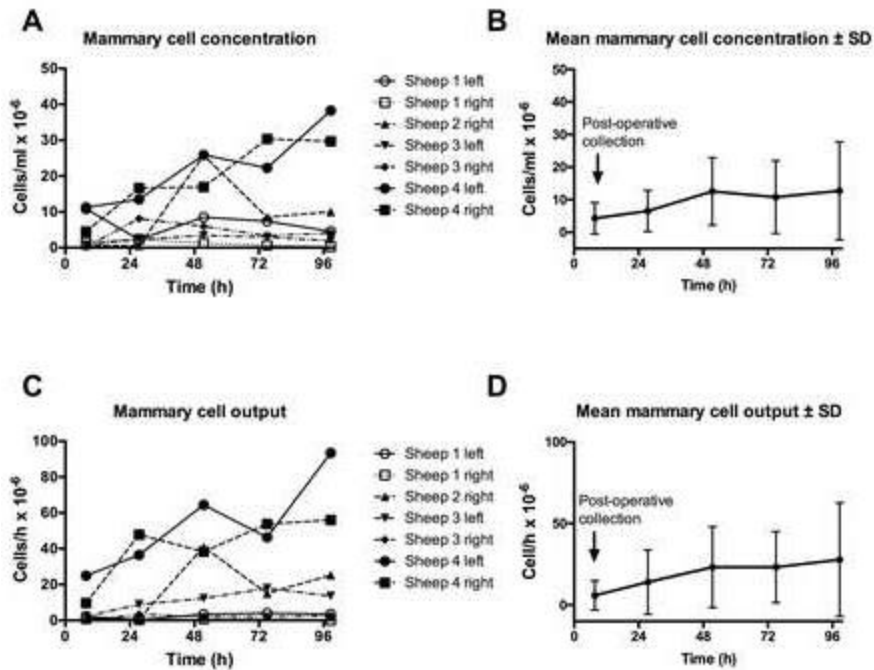 A
Mammary cell concentration
Cells/ml x 10⁻⁶
50
40
30
20
10
0
0
24
48
72
96
Time (h)
Sheep 1 left
Sheep 1 right
Sheep 2 right
Sheep 3 left
Sheep 3 right
Sheep 4 left
Sheep 4 right
B
Mean mammary cell concentration ± SD
Cells/ml x 10⁻⁶
50
40
30
20
10
0
Post-operative
collection
0
24
48
72
96
Time (h)
C
Mammary cell output
Cells/h x 10⁻⁶
100
80
60
40
20
0
0
24
48
72
96
Time (h)
Sheep 1 left
Sheep 1 right
Sheep 2 right
Sheep 3 left
Sheep 3 right
Sheep 4 left
Sheep 4 right
D
Mean mammary cell output ± SD
Cell/h x 10⁻⁶
100
50
0
Post-operative
collection
0
24
48
72
96
Time (h)